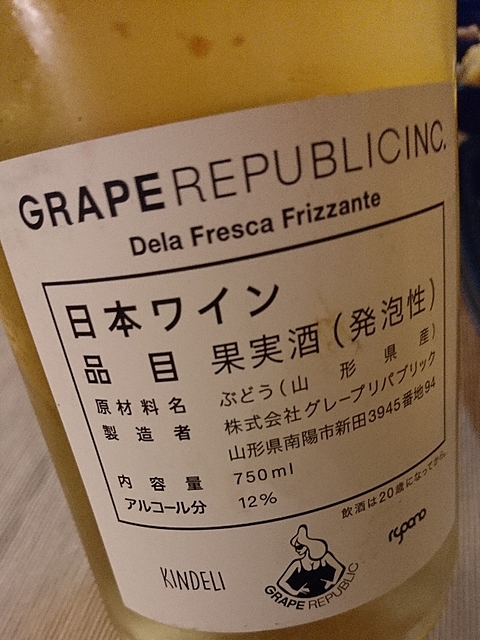 GRAPE REPUBLIC INC.
Dela Fresca Frizzante
日本ワイン
品目 果実酒(発泡性)
原材料名 ぶどう(山形県産)
製造者 株式会社グレープリパブリック
山形県南陽市新田3945番地94
内容量 750ml
アルコール分 12%
飲酒は20歳になってから。
KINDELI
GRAPE REPUBLIC